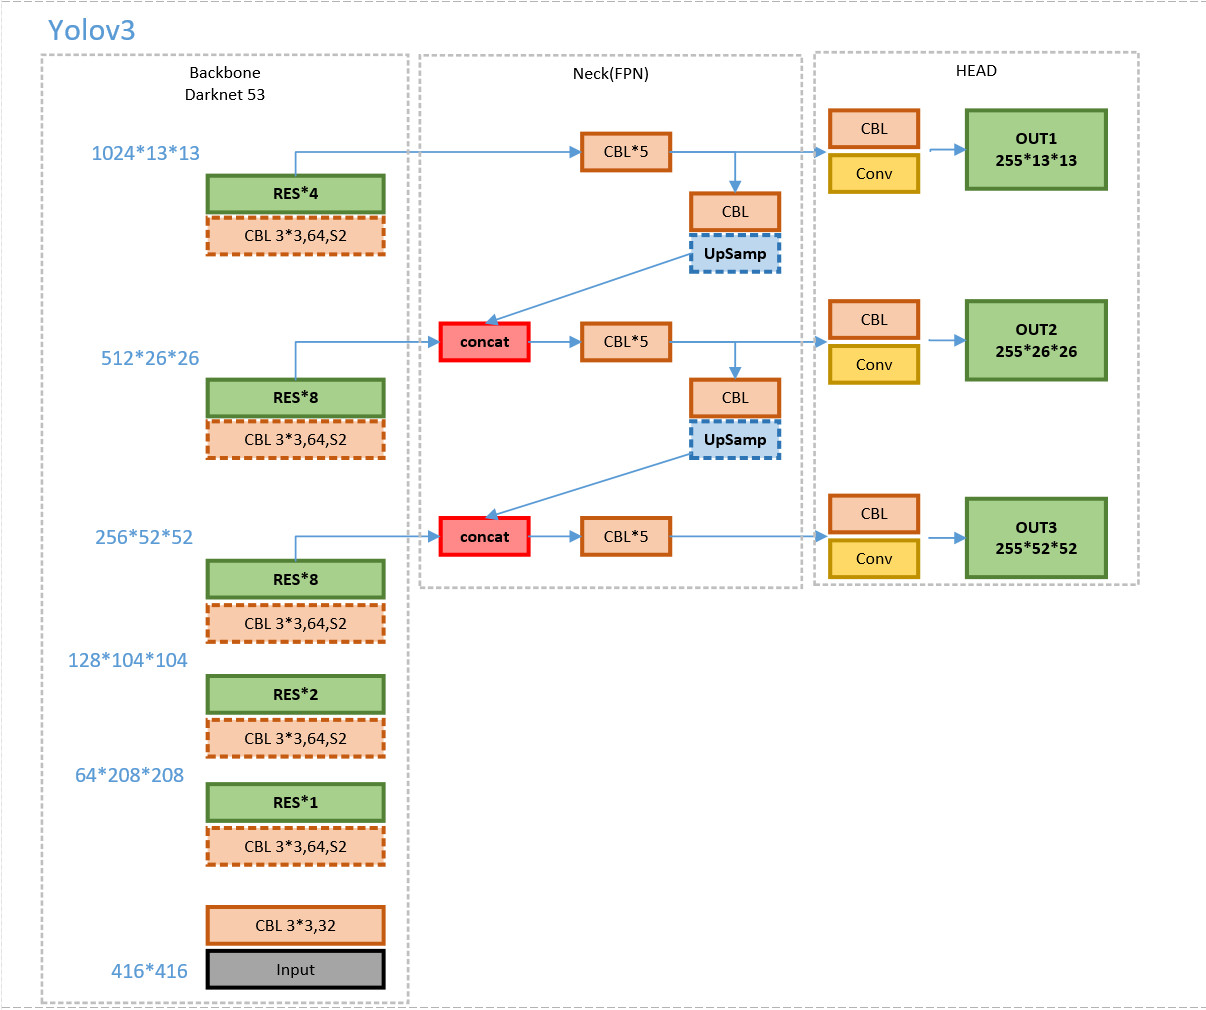 Yolov3
Backbone
Darknet 53
1024*13*13
RES*4
CBL 3*3,64,S2
512*26*26
RES*8
CBL 3*3,64,S2
256*52*52
RES*8
CBL 3*3,64,S2
128*104*104
RES*2
CBL 3*3,64,S2
64*208*208
RES*1
CBL 3*3,64,S2
CBL 3*3,32
416*416
Input
Neck(FPN)
CBL*5
CBL
UpSamp
concat
CBL*5
CBL
UpSamp
concat
CBL*5
HEAD
CBL
Conv
OUT1
255*13*13
CBL
Conv
OUT2
255*26*26
CBL
Conv
OUT3
255*52*52